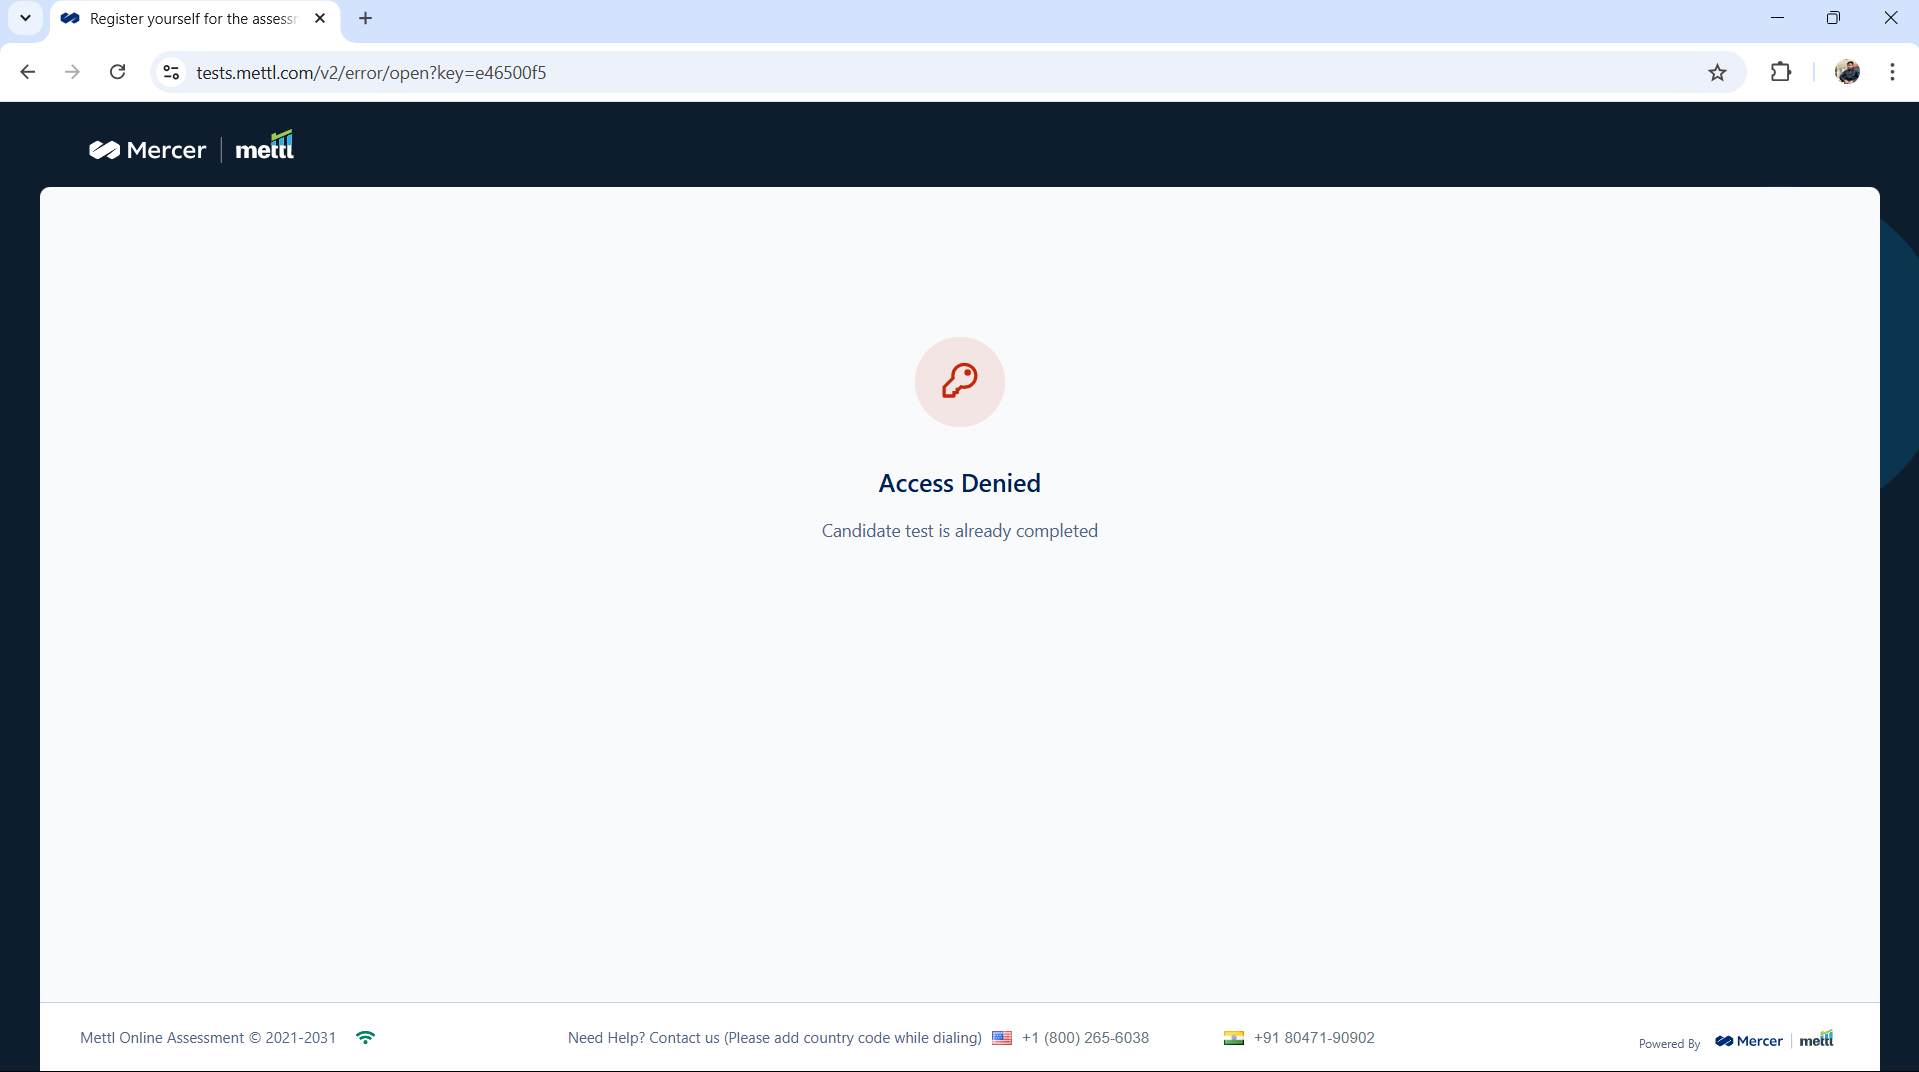 Register yourself for the assessm
tests.mettl.com/v2/error/open?key=e46500f5
Mercer | mettl
Access Denied
Candidate test is already completed
Mettl Online Assessment © 2021-2031
Need Help? Contact us (Please add country code while dialing) +1 (800) 265-6038 +91 80471-90902
Powered By Mercer | mettl